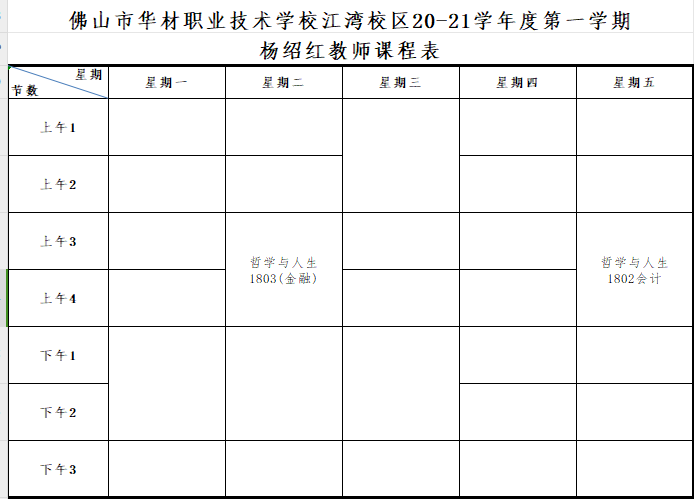 佛山市华材职业技术学校江湾校区20-21学年度第一学期
杨绍红教师课程表
星期
节数
星期一
星期二
星期三
星期四
星期五
上午1
上午2
上午3
哲学与人生
1803(金融)
哲学与人生
1802会计
上午4
下午1
下午2
下午3